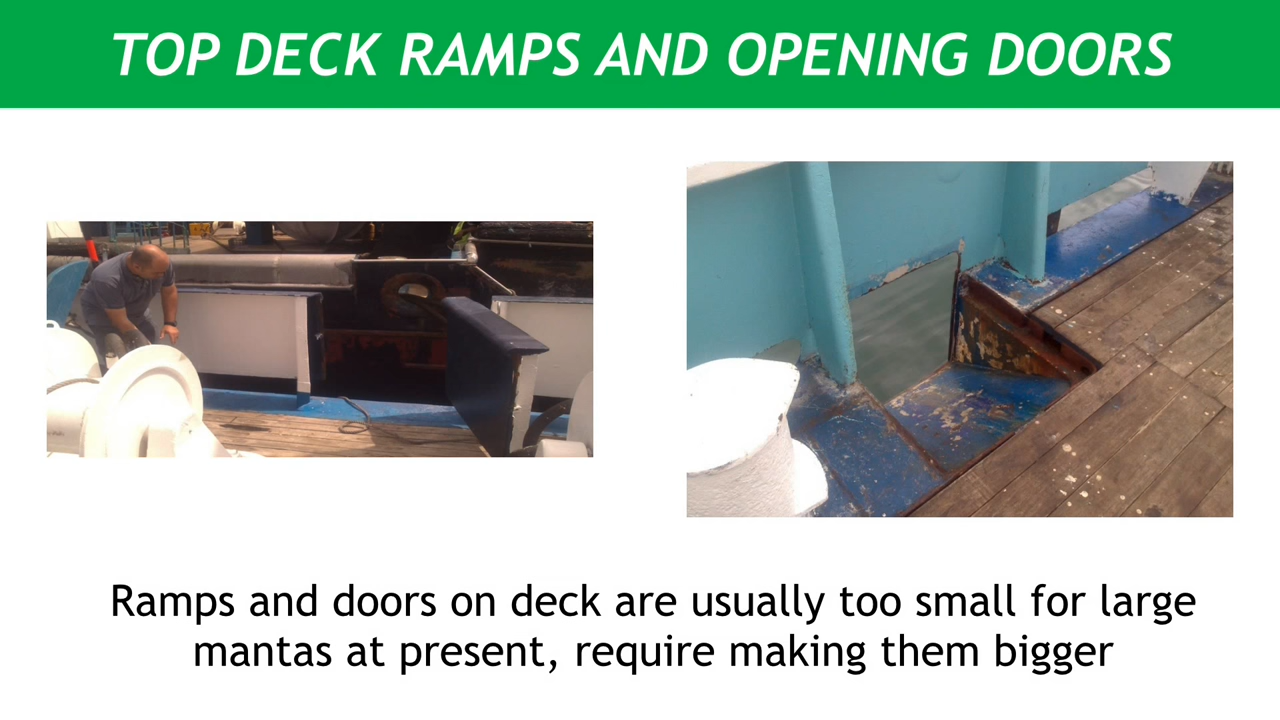 TOP DECK RAMPS AND OPENING DOORS
Ramps and doors on deck are usually too small for large
mantas at present, require making them bigger